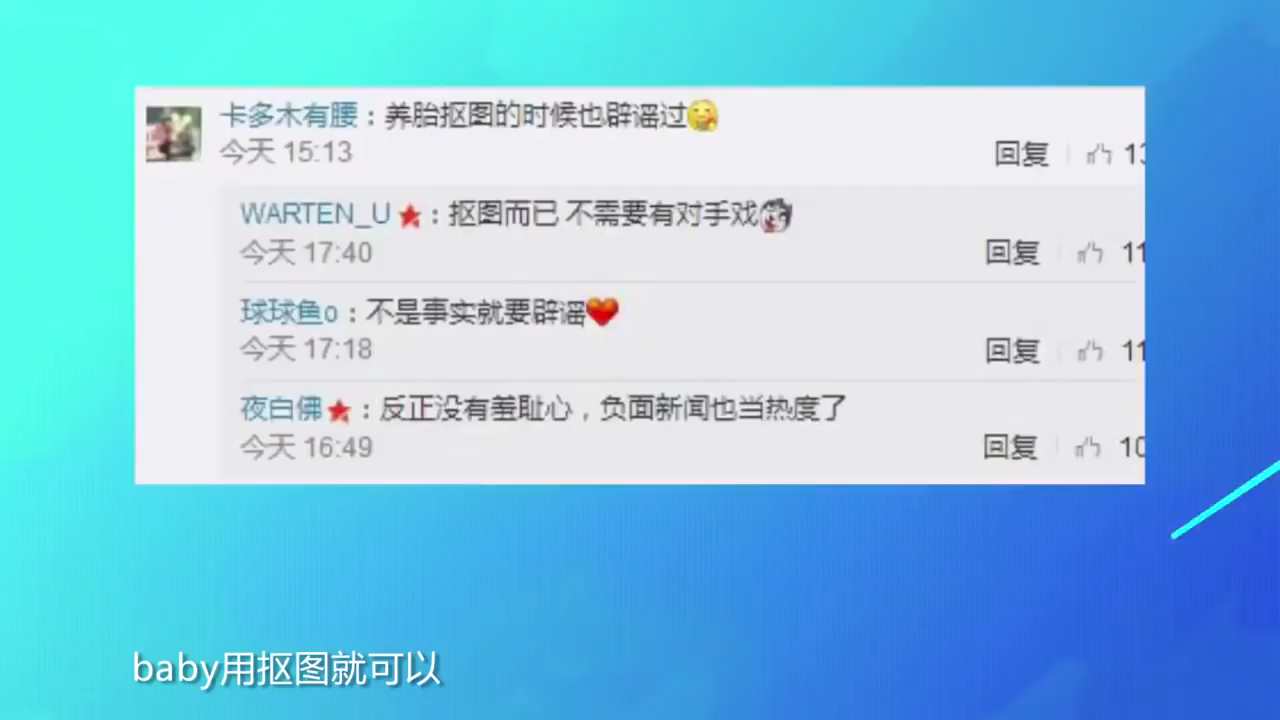 卡多木有腰：养胎抠图的时候也辟谣过
今天 15:13
回复 13
WARTEN_U：抠图而已 不需要有对手戏
今天 17:40
回复 11
球球鱼o：不是事实就要辟谣
今天 17:18
回复 11
夜白佛：反正没有羞耻心，负面新闻也当热度了
今天 16:49
回复 10
baby用抠图就可以